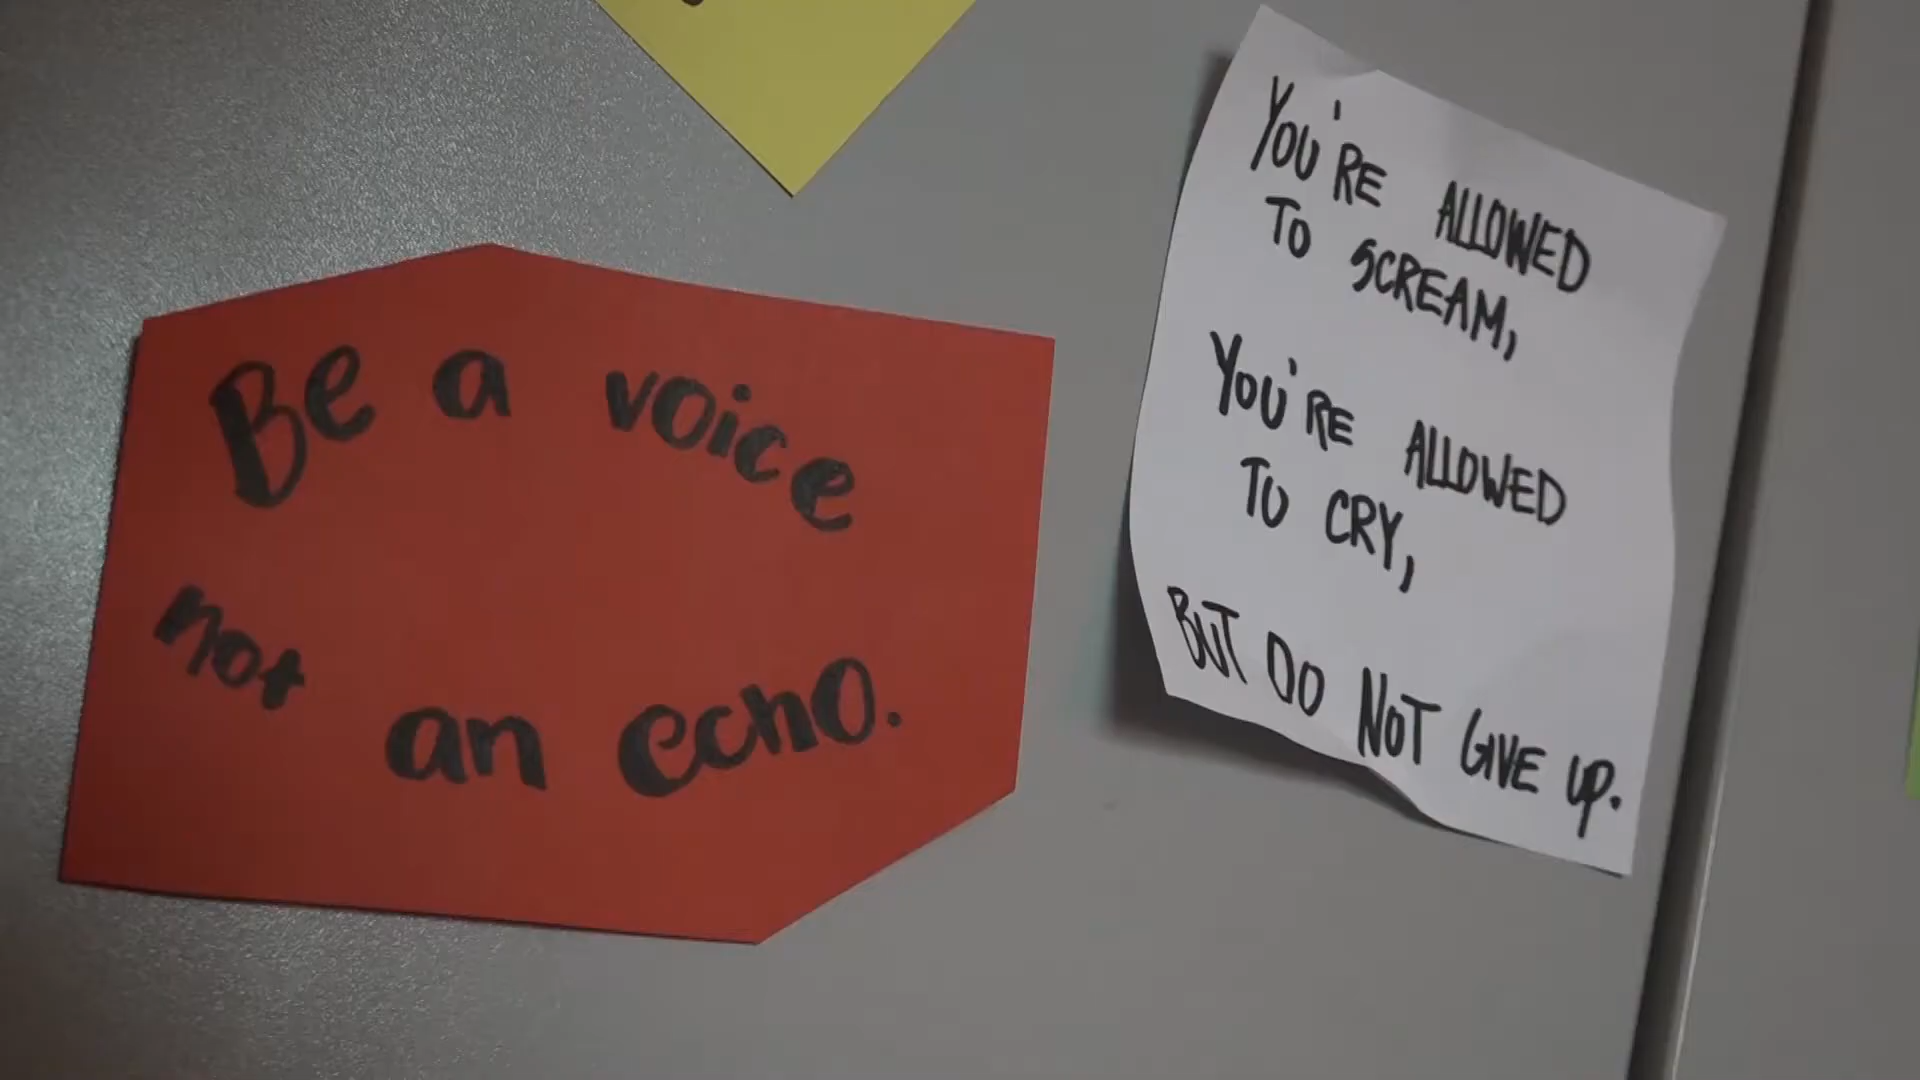 Be a voice
not an echo.
YOU'RE ALLOWED
TO SCREAM,
YOU'RE ALLOWED
TO CRY,
BUT DO NOT GIVE UP.